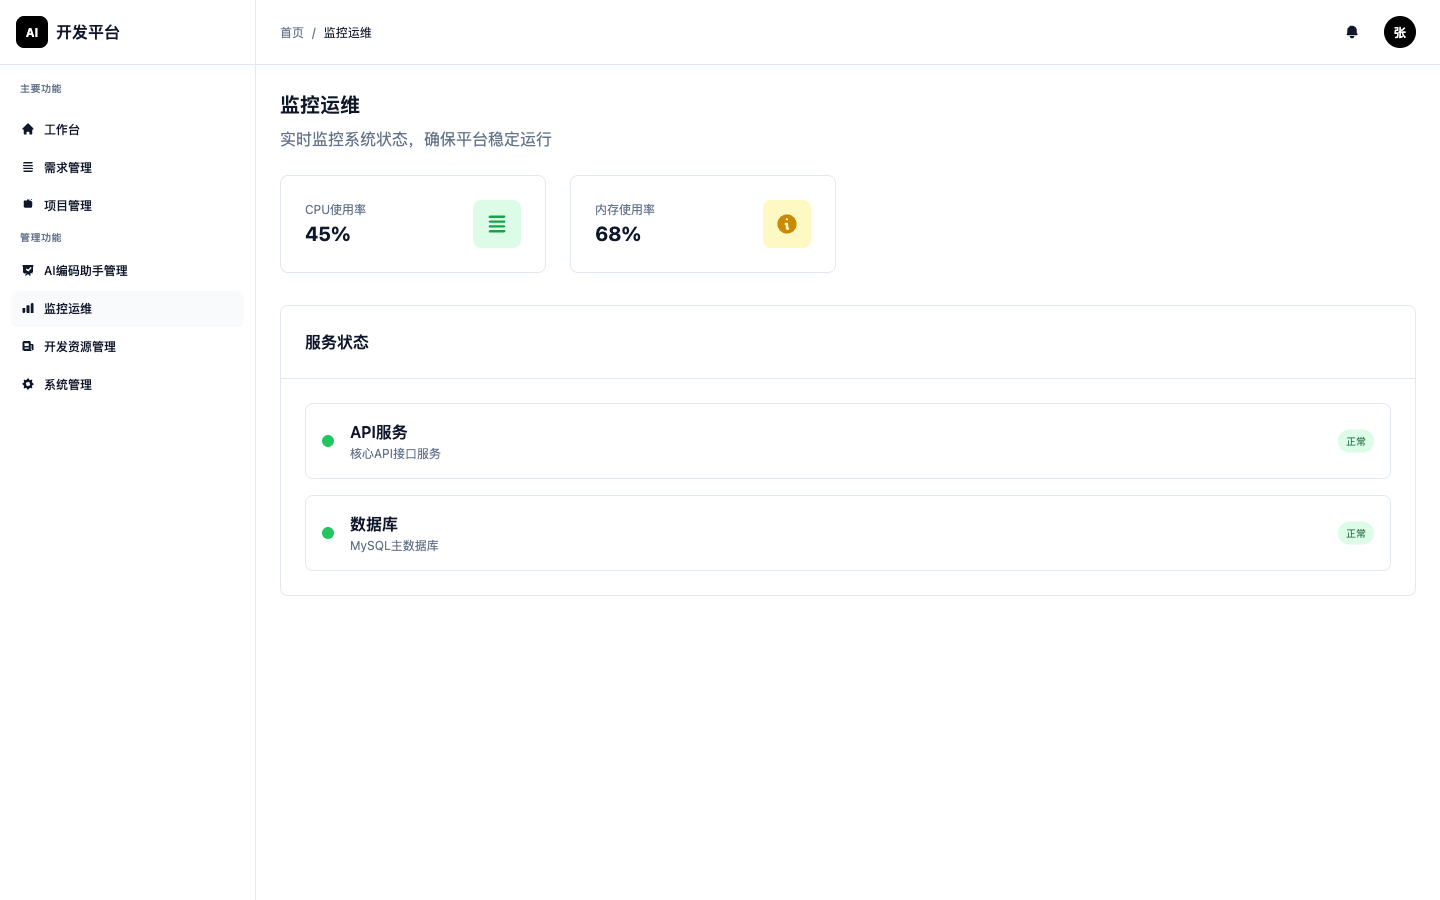 AI 开发平台
首页 / 监控运维
张
主要功能
工作台
需求管理
项目管理
管理功能
AI编码助手管理
监控运维
开发资源管理
系统管理
监控运维
实时监控系统状态，确保平台稳定运行
CPU使用率
45%
内存使用率
68%
服务状态
API服务
核心API接口服务
正常
数据库
MySQL主数据库
正常